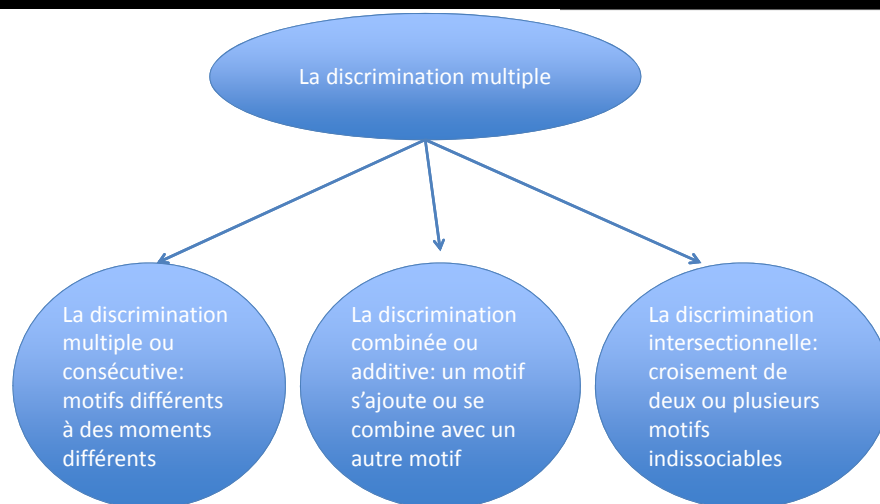 La discrimination multiple
La discrimination
multiple ou
consécutive:
motifs différents
à des moments
différents
La discrimination
combinée ou
additive: un motif
s’ajoute ou se
combine avec un
autre motif
La discrimination
intersectionnelle:
croisement de
deux ou plusieurs
motifs
indissociables